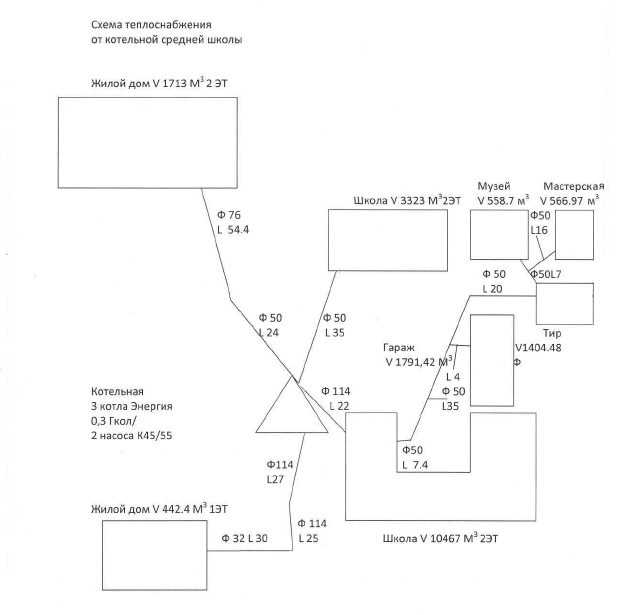 Схема теплоснабжения
от котельной средней школы
Жилой дом V 1713 М³ 2 ЭТ
Музей
V 558.7 м³
Мастерская
V 566.97 м³
Школа V 3323 М³2ЭТ
Ф50
L16
Ф 76
L 54.4
Ф 50
L 20
Ф50L7
Ф 50
L 24
Ф 50
L 35
Тир
V1404.48
Ф
Гараж
V 1791,42 М³
L 4
Ф 50
L35
Котельная
3 котла Энергия
0,3 Гкол/
2 насоса К45/55
Ф 114
L 22
Ф50
L 7.4
Ф114
L27
Жилой дом V 442.4 М³ 1ЭТ
Ф 114
L 25
Ф 32 L 30
Школа V 10467 М³ 2ЭТ